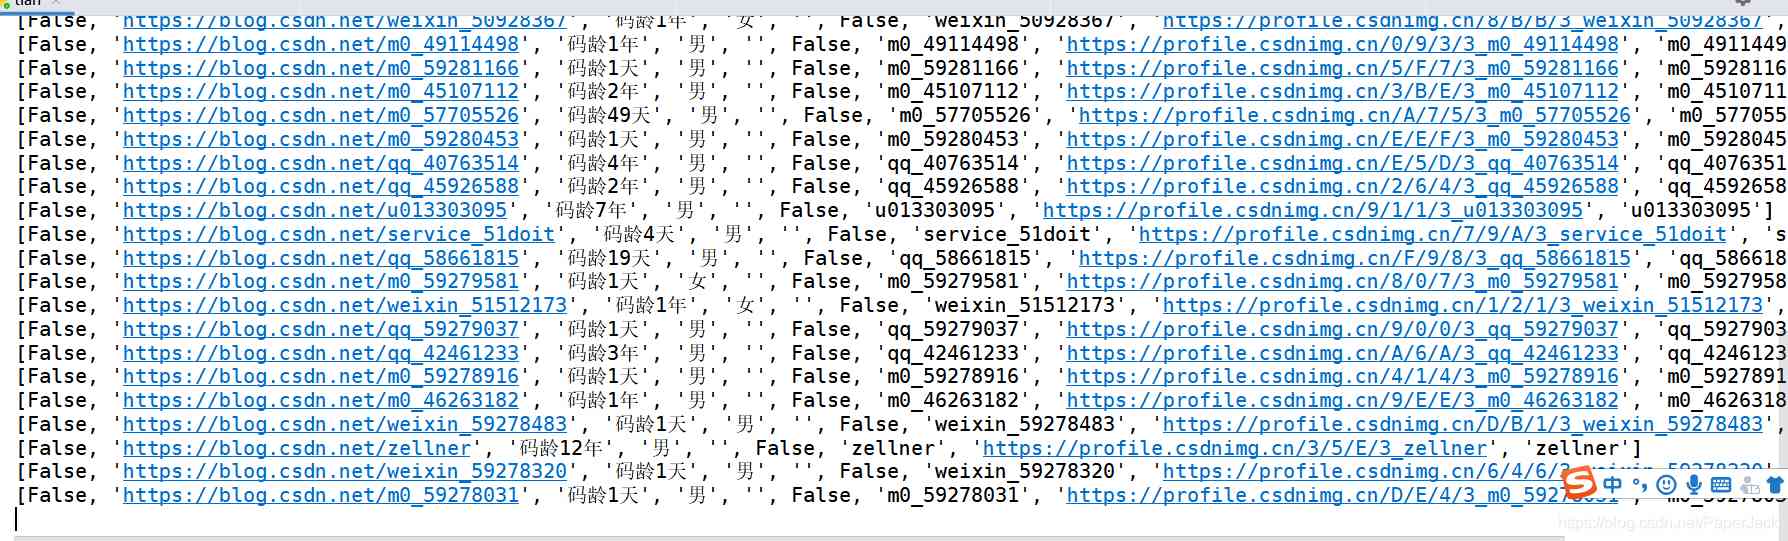 tian
[False, 'https://blog.csdn.net/weixin_50928367', '码龄1年', '女', '', False, 'weixin_50928367', 'https://profile.csdnimg.cn/8/B/B/3_weixin_50928367',
[False, 'https://blog.csdn.net/m0_49114498', '码龄1年', '男', '', False, 'm0_49114498', 'https://profile.csdnimg.cn/0/9/3/3_m0_49114498', 'm0_4911449
[False, 'https://blog.csdn.net/m0_59281166', '码龄1天', '男', '', False, 'm0_59281166', 'https://profile.csdnimg.cn/5/F/7/3_m0_59281166', 'm0_5928116
[False, 'https://blog.csdn.net/m0_45107112', '码龄2年', '男', '', False, 'm0_45107112', 'https://profile.csdnimg.cn/3/B/E/3_m0_45107112', 'm0_4510711
[False, 'https://blog.csdn.net/m0_57705526', '码龄49天', '男', '', False, 'm0_57705526', 'https://profile.csdnimg.cn/A/7/5/3_m0_57705526', 'm0_577055
[False, 'https://blog.csdn.net/m0_59280453', '码龄1天', '男', '', False, 'm0_59280453', 'https://profile.csdnimg.cn/E/E/F/3_m0_59280453', 'm0_5928045
[False, 'https://blog.csdn.net/qq_40763514', '码龄4年', '男', '', False, 'qq_40763514', 'https://profile.csdnimg.cn/E/5/D/3_qq_40763514', 'qq_4076351
[False, 'https://blog.csdn.net/qq_45926588', '码龄2年', '男', '', False, 'qq_45926588', 'https://profile.csdnimg.cn/2/6/4/3_qq_45926588', 'qq_4592658
[False, 'https://blog.csdn.net/u013303095', '码龄7年', '男', '', False, 'u013303095', 'https://profile.csdnimg.cn/9/1/1/3_u013303095', 'u013303095']
[False, 'https://blog.csdn.net/service_51doit', '码龄4天', '男', '', False, 'service_51doit', 'https://profile.csdnimg.cn/7/9/A/3_service_51doit', 's
[False, 'https://blog.csdn.net/qq_58661815', '码龄19天', '男', '', False, 'qq_58661815', 'https://profile.csdnimg.cn/F/9/8/3_qq_58661815', 'qq_586618
[False, 'https://blog.csdn.net/m0_59279581', '码龄1天', '女', '', False, 'm0_59279581', 'https://profile.csdnimg.cn/8/0/7/3_m0_59279581', 'm0_5927958
[False, 'https://blog.csdn.net/weixin_51512173', '码龄1年', '女', '', False, 'weixin_51512173', 'https://profile.csdnimg.cn/1/2/1/3_weixin_51512173',
[False, 'https://blog.csdn.net/qq_59279037', '码龄1天', '男', '', False, 'qq_59279037', 'https://profile.csdnimg.cn/9/0/0/3_qq_59279037', 'qq_5927903
[False, 'https://blog.csdn.net/qq_42461233', '码龄3年', '男', '', False, 'qq_42461233', 'https://profile.csdnimg.cn/A/6/A/3_qq_42461233', 'qq_4246123
[False, 'https://blog.csdn.net/m0_59278916', '码龄1天', '男', '', False, 'm0_59278916', 'https://profile.csdnimg.cn/4/1/4/3_m0_59278916', 'm0_5927891
[False, 'https://blog.csdn.net/m0_46263182', '码龄1年', '男', '', False, 'm0_46263182', 'https://profile.csdnimg.cn/9/E/E/3_m0_46263182', 'm0_4626318
[False, 'https://blog.csdn.net/weixin_59278483', '码龄1天', '男', '', False, 'weixin_59278483', 'https://profile.csdnimg.cn/D/B/1/3_weixin_59278483',
[False, 'https://blog.csdn.net/zellner', '码龄12年', '男', '', False, 'zellner', 'https://profile.csdnimg.cn/3/5/E/3_zellner', 'zellner']
[False, 'https://blog.csdn.net/weixin_59278320', '码龄1天', '男', '', False, 'weixin_59278320', 'https://profile.csdnimg.cn/6/4/6/3_weixin_59278320'
[False, 'https://blog.csdn.net/m0_59278031', '码龄1天', '男', '', False, 'm0_59278031', 'https://profile.csdnimg.cn/D/E/4/3_m0_59278031',
中
https://blog.csdn.net/PaperJack